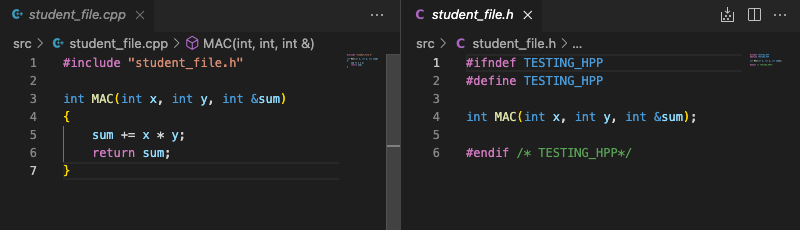 student_file.cpp
src > student_file.cpp > MAC(int, int, int &)
1 #include "student_file.h"
2
3 int MAC(int x, int y, int &sum)
4 {
5 sum += x * y;
6 return sum;
7 }
student_file.h
src > student_file.h > ...
1 #ifndef TESTING_HPP
2 #define TESTING_HPP
3
4 int MAC(int x, int y, int &sum);
5
6 #endif /* TESTING_HPP*/